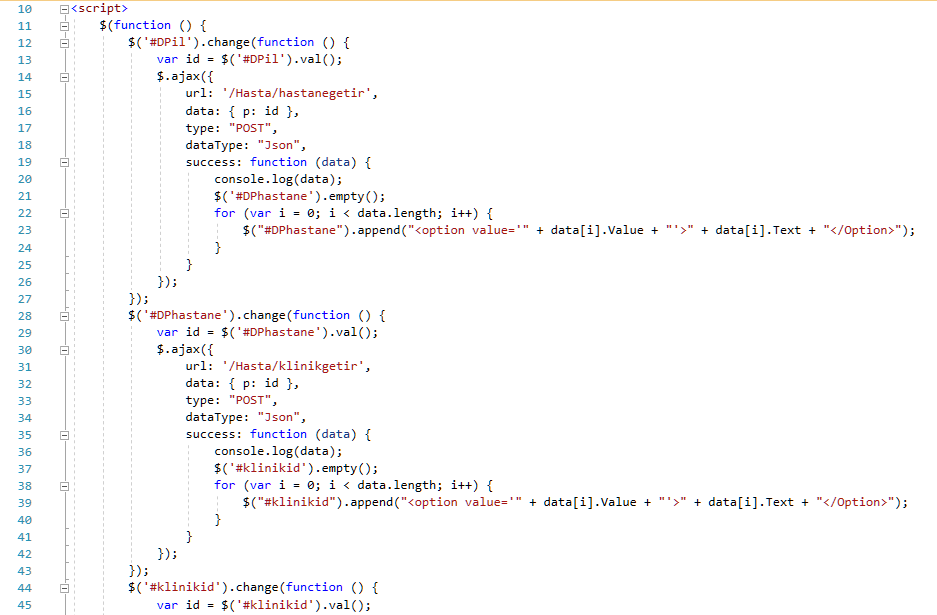 10 <script>
11 $(function () {
12 $('#DPil').change(function () {
13 var id = $('#DPil').val();
14 $.ajax({
15 url: '/Hasta/hastanegetir',
16 data: { p: id },
17 type: "POST",
18 dataType: "Json",
19 success: function (data) {
20 console.log(data);
21 $('#DPhastane').empty();
22 for (var i = 0; i < data.length; i++) {
23 $("#DPhastane").append("<option value='" + data[i].Value + "'>" + data[i].Text + "</Option>");
24 }
25 }
26 });
27 });
28 $('#DPhastane').change(function () {
29 var id = $('#DPhastane').val();
30 $.ajax({
31 url: '/Hasta/klinikgetir',
32 data: { p: id },
33 type: "POST",
34 dataType: "Json",
35 success: function (data) {
36 console.log(data);
37 $('#klinikid').empty();
38 for (var i = 0; i < data.length; i++) {
39 $("#klinikid").append("<option value='" + data[i].Value + "'>" + data[i].Text + "</Option>");
40 }
41 }
42 });
43 });
44 $('#klinikid').change(function () {
45 var id = $('#klinikid').val();